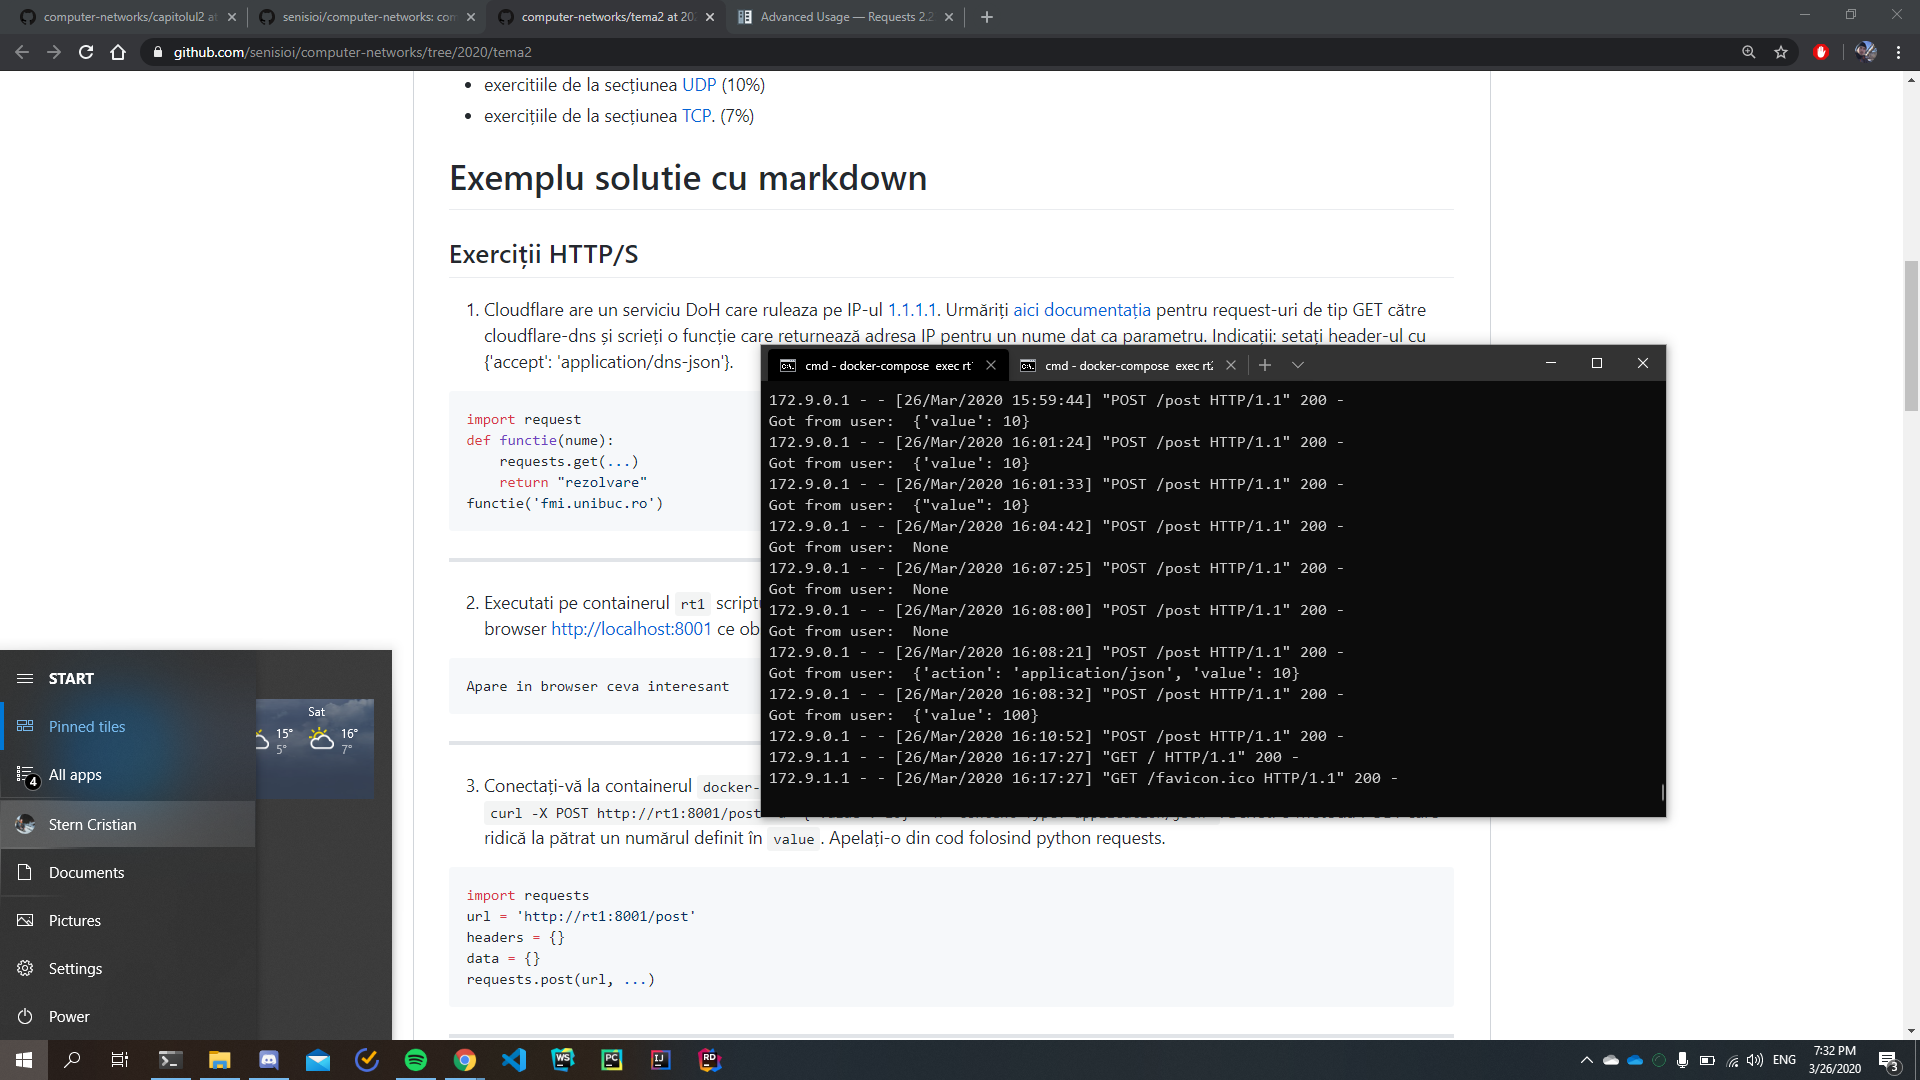 computer-networks/capitolul2 at
senisioi/computer-networks: com
computer-networks/tema2 at 202
Advanced Usage — Requests 2.2
github.com/senisioi/computer-networks/tree/2020/tema2
exercitiile de la secțiunea UDP (10%)
exercițiile de la secțiunea TCP. (7%)
Exemplu solutie cu markdown
Exerciții HTTP/S
1. Cloudflare are un serviciu DoH care ruleaza pe IP-ul 1.1.1.1. Urmăriți aici documentația pentru request-uri de tip GET către
cloudflare-dns și scrieți o funcție care returnează adresa IP pentru un nume dat ca parametru. Indicații: setați header-ul cu
{'accept': 'application/dns-json'}.
import request
def functie(nume):
requests.get(...)
return "rezolvare"
functie('fmi.unibuc.ro')
2. Executati pe containerul rt1 scriptu
browser http://localhost:8001 ce ob
Apare in browser ceva interesant
3. Conectați-vă la containerul docker-
curl -X POST http://rt1:8001/post
ridică la pătrat un numărul definit în value . Apelați-o din cod folosind python requests.
import requests
url = 'http://rt1:8001/post'
headers = {}
data = {}
requests.post(url, ...)
cmd - docker-compose exec rt1
cmd - docker-compose exec rt2
172.9.0.1 - - [26/Mar/2020 15:59:44] "POST /post HTTP/1.1" 200 -
Got from user:  {'value': 10}
172.9.0.1 - - [26/Mar/2020 16:01:24] "POST /post HTTP/1.1" 200 -
Got from user:  {'value': 10}
172.9.0.1 - - [26/Mar/2020 16:01:33] "POST /post HTTP/1.1" 200 -
Got from user:  {"value": 10}
172.9.0.1 - - [26/Mar/2020 16:04:42] "POST /post HTTP/1.1" 200 -
Got from user:  None
172.9.0.1 - - [26/Mar/2020 16:07:25] "POST /post HTTP/1.1" 200 -
Got from user:  None
172.9.0.1 - - [26/Mar/2020 16:08:00] "POST /post HTTP/1.1" 200 -
Got from user:  None
172.9.0.1 - - [26/Mar/2020 16:08:21] "POST /post HTTP/1.1" 200 -
Got from user:  {'action': 'application/json', 'value': 10}
172.9.0.1 - - [26/Mar/2020 16:08:32] "POST /post HTTP/1.1" 200 -
Got from user:  {'value': 100}
172.9.0.1 - - [26/Mar/2020 16:10:52] "POST /post HTTP/1.1" 200 -
172.9.1.1 - - [26/Mar/2020 16:17:27] "GET / HTTP/1.1" 200 -
172.9.1.1 - - [26/Mar/2020 16:17:27] "GET /favicon.ico HTTP/1.1" 200 -
START
Pinned tiles
All apps
4
Stern Cristian
Documents
Pictures
Settings
Power
Sat
15°
5°
16°
7°
WS
PC
IJ
RD
ENG
7:32 PM
3/26/2020
3